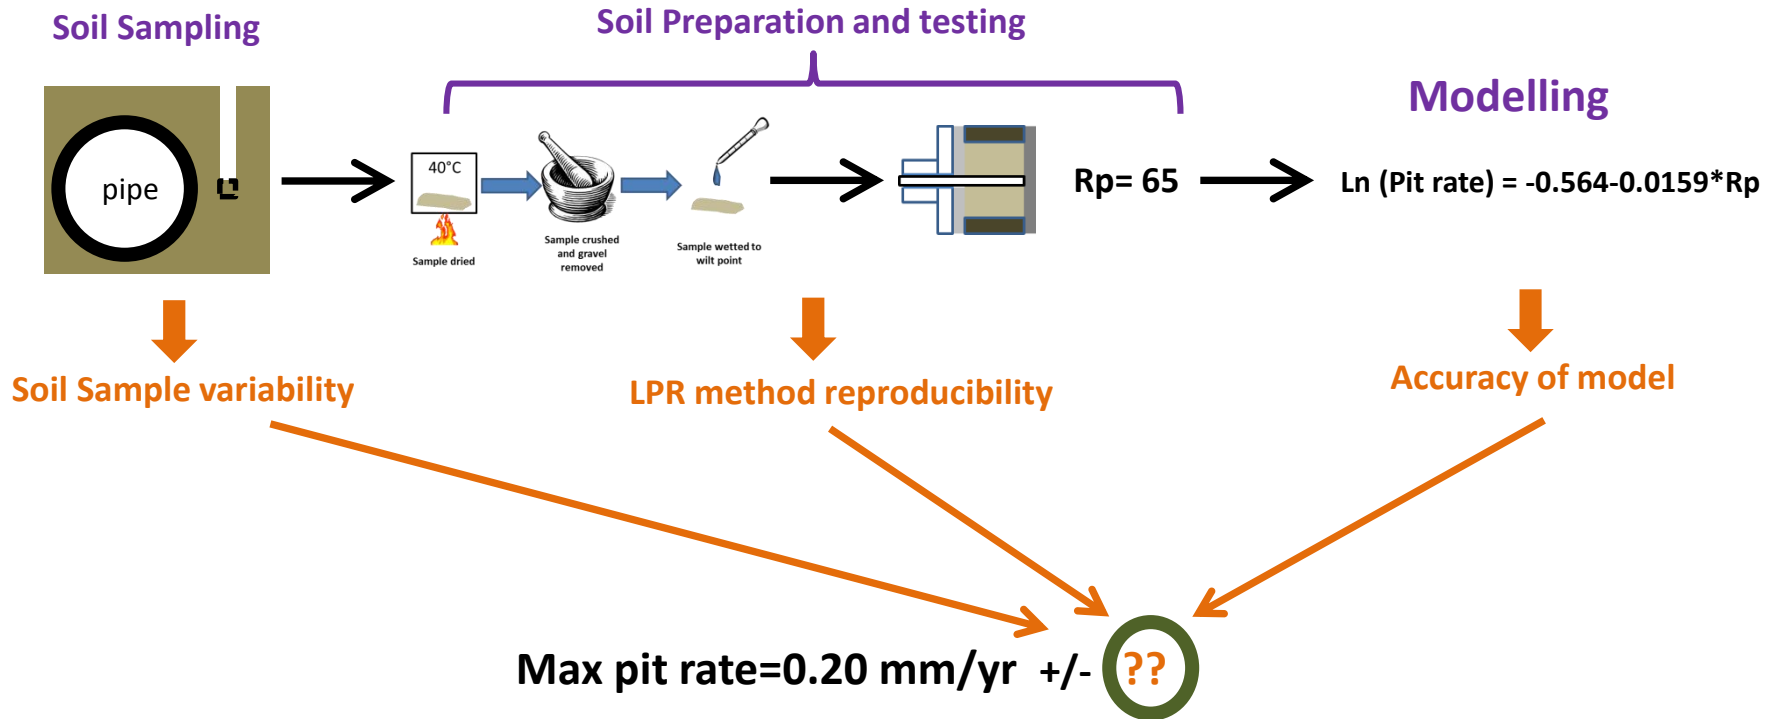 Soil Sampling
Soil Preparation and testing
Modelling
pipe
40°C
Sample dried
Sample crushed
and gravel
removed
Sample wetted to
wilt point
Rp= 65
Ln (Pit rate) = -0.564-0.0159*Rp
Soil Sample variability
LPR method reproducibility
Accuracy of model
Max pit rate=0.20 mm/yr +/- ??